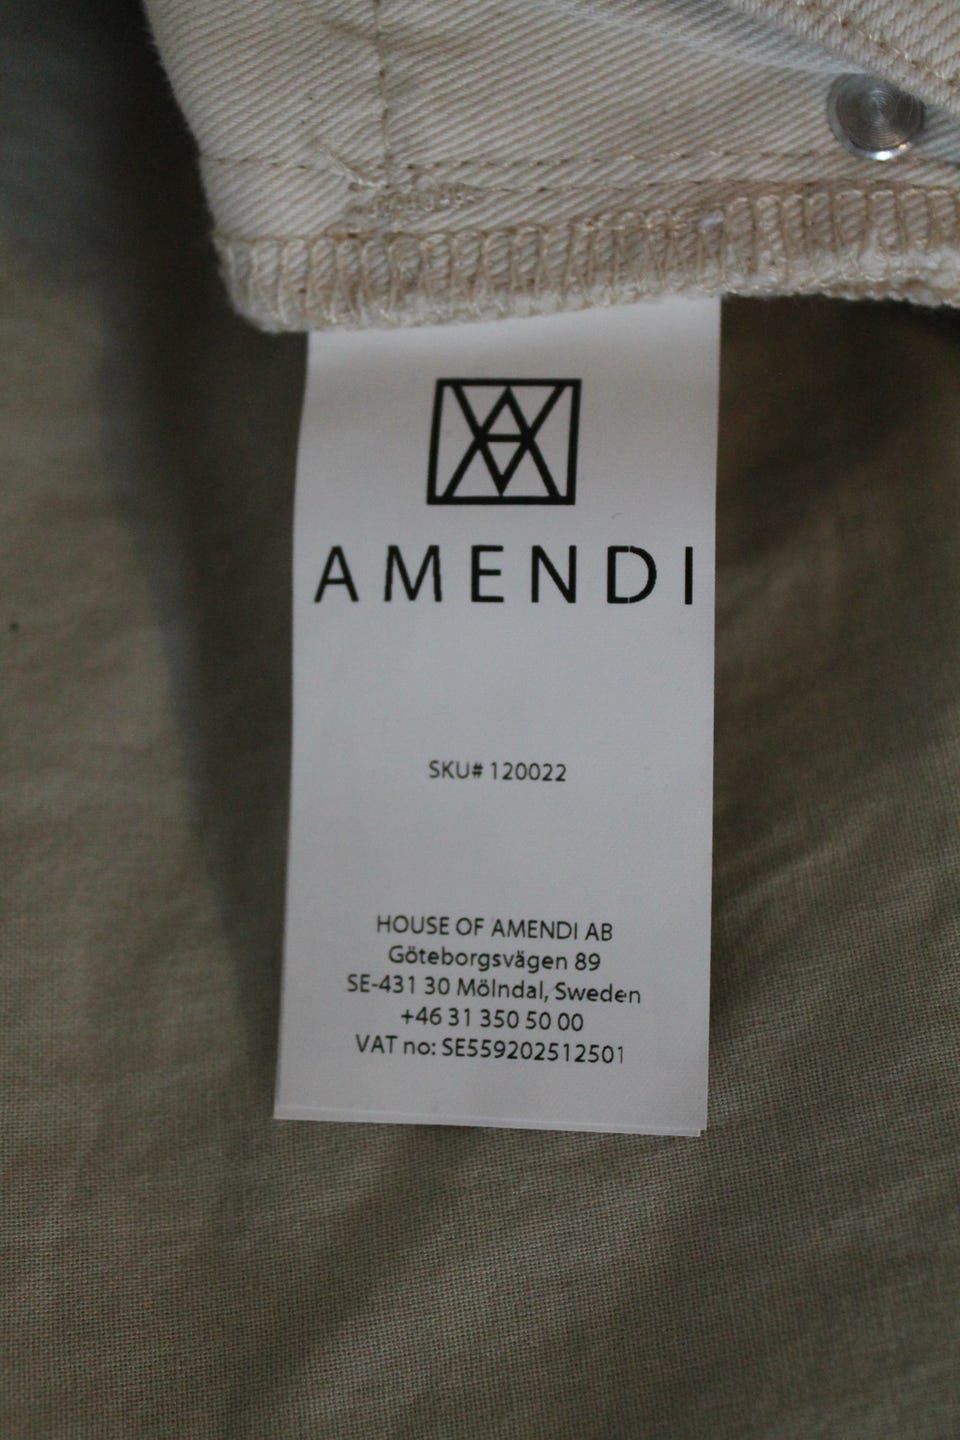 AMENDI
SKU# 120022
HOUSE OF AMENDI AB
Göteborgsvägen 89
SE-431 30 Mölndal, Sweden
+46 31 350 50 00
VAT no: SE559202512501